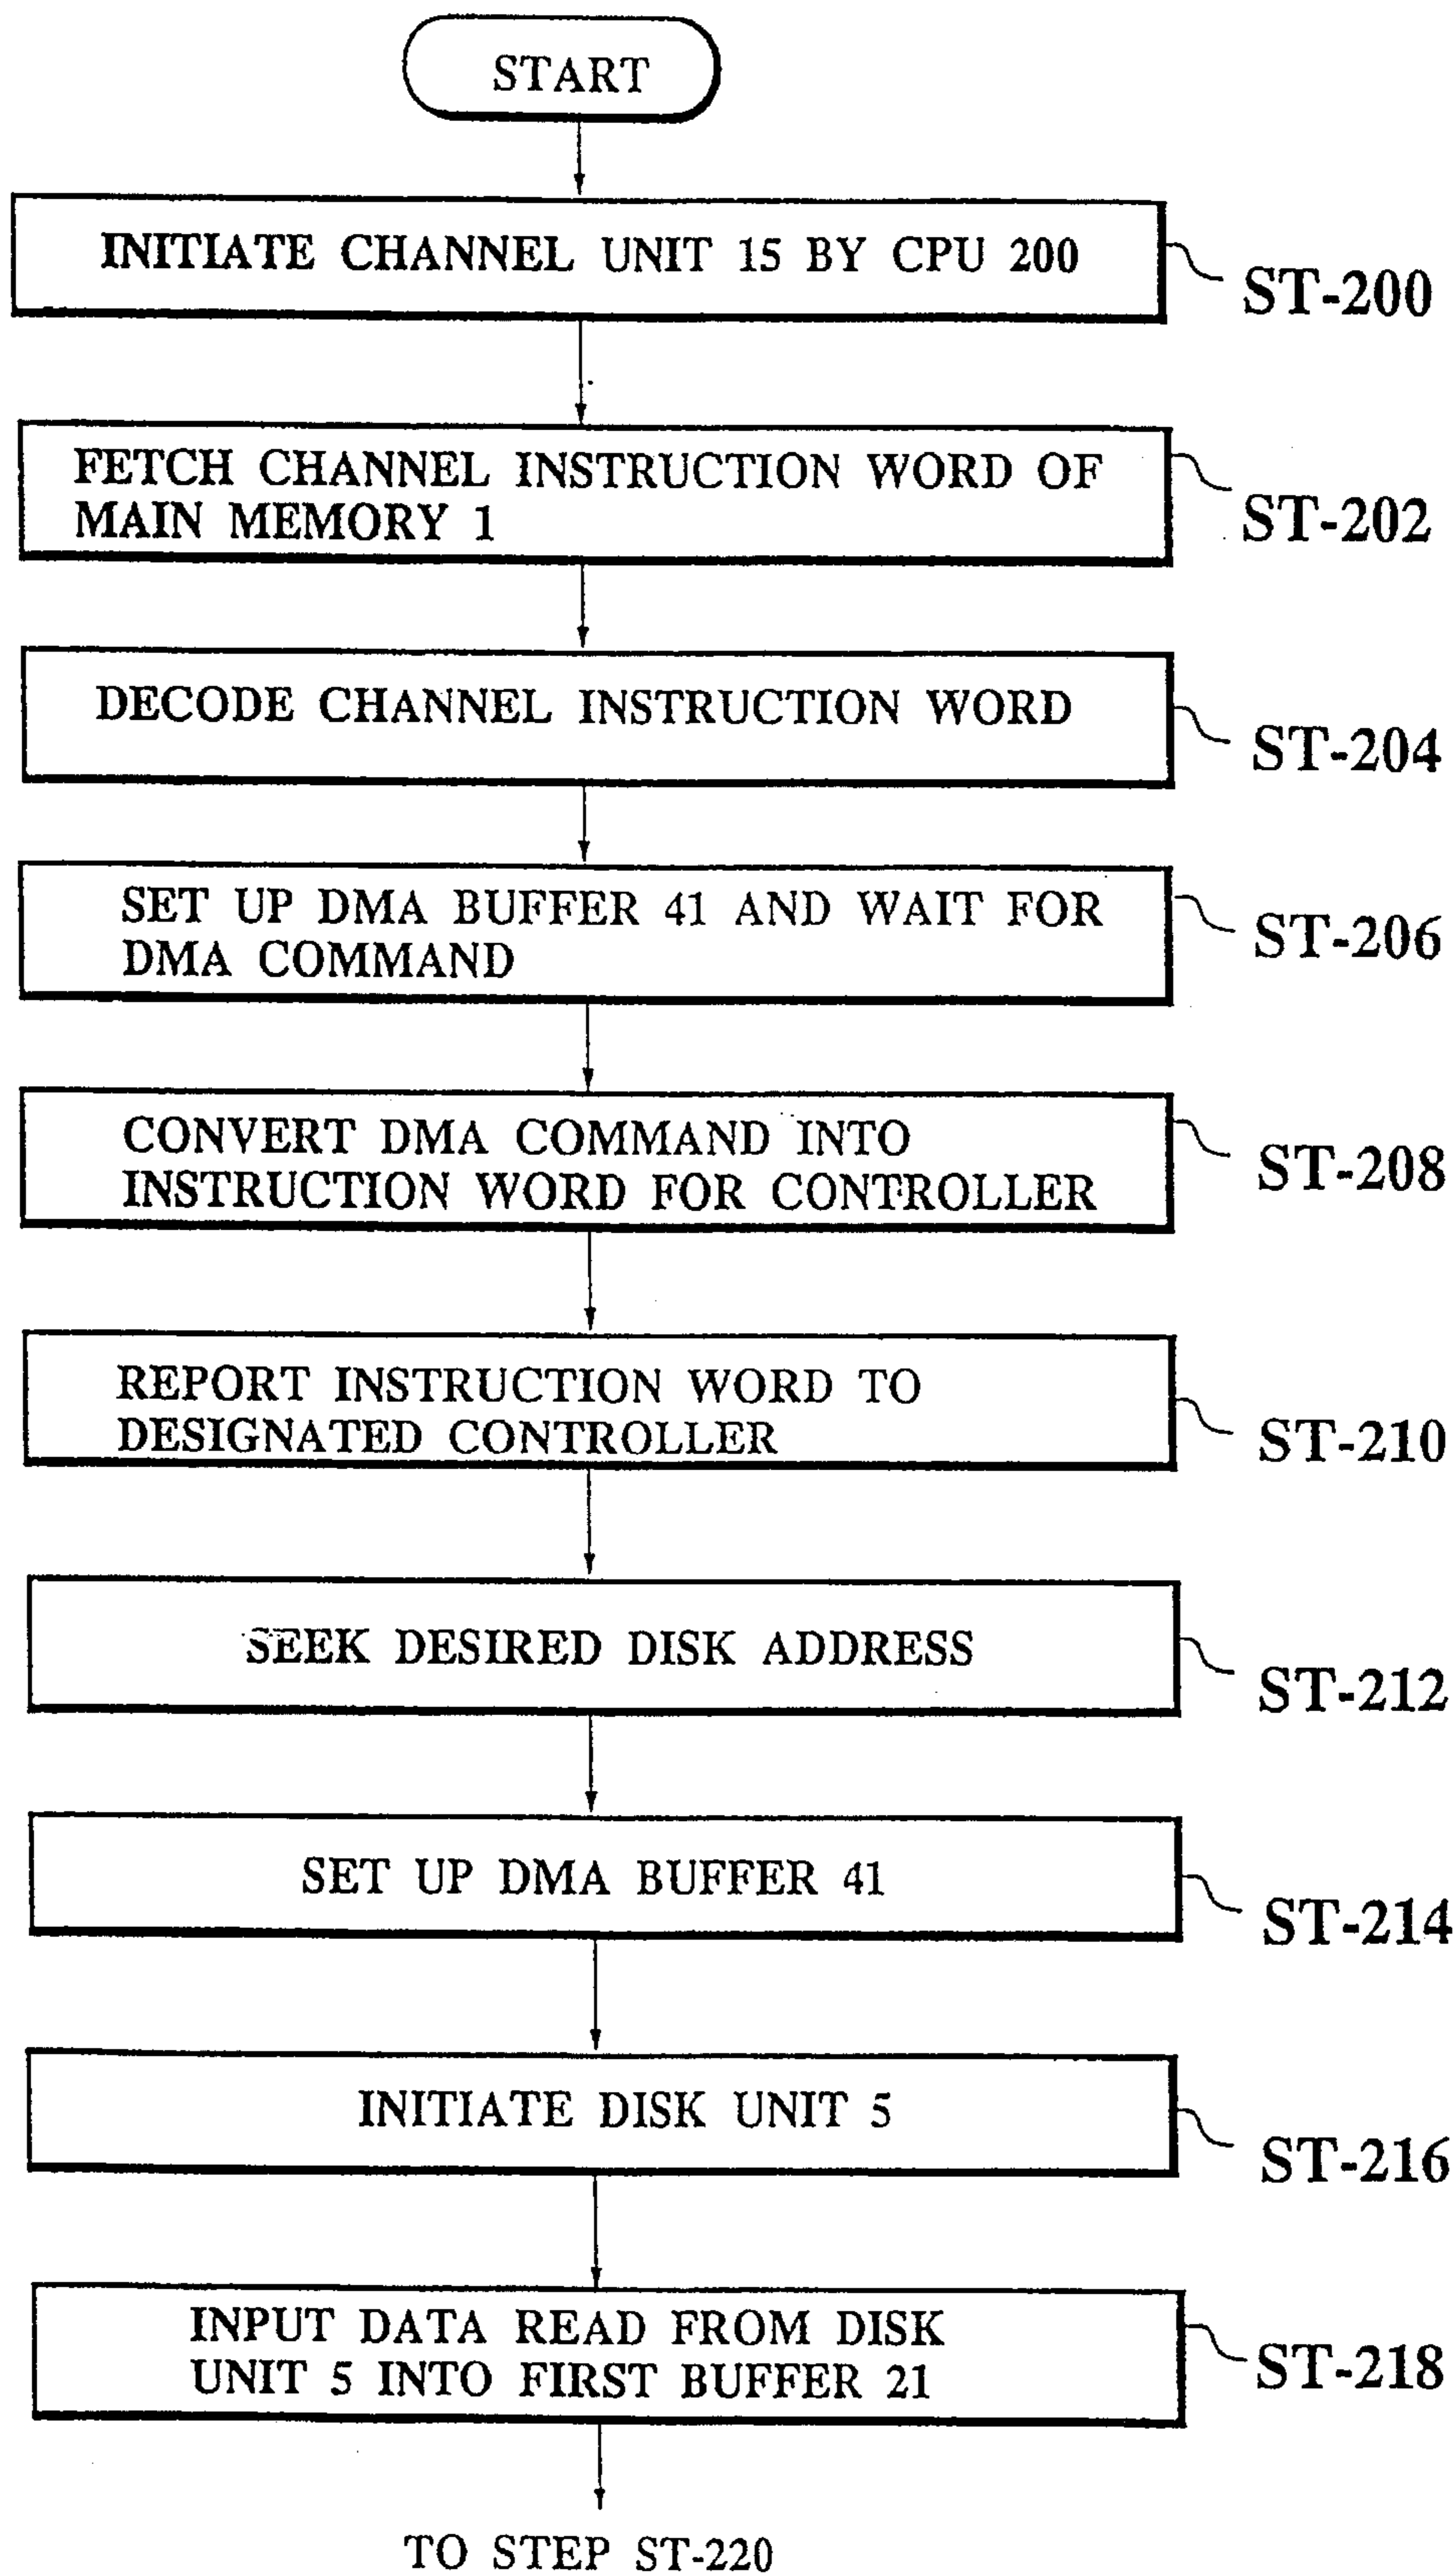 START
INITIATE CHANNEL UNIT 15 BY CPU 200
ST-200
FETCH CHANNEL INSTRUCTION WORD OF
MAIN MEMORY 1
ST-202
DECODE CHANNEL INSTRUCTION WORD
ST-204
SET UP DMA BUFFER 41 AND WAIT FOR
DMA COMMAND
ST-206
CONVERT DMA COMMAND INTO
INSTRUCTION WORD FOR CONTROLLER
ST-208
REPORT INSTRUCTION WORD TO
DESIGNATED CONTROLLER
ST-210
SEEK DESIRED DISK ADDRESS
ST-212
SET UP DMA BUFFER 41
ST-214
INITIATE DISK UNIT 5
ST-216
INPUT DATA READ FROM DISK
UNIT 5 INTO FIRST BUFFER 21
ST-218
TO STEP ST-220